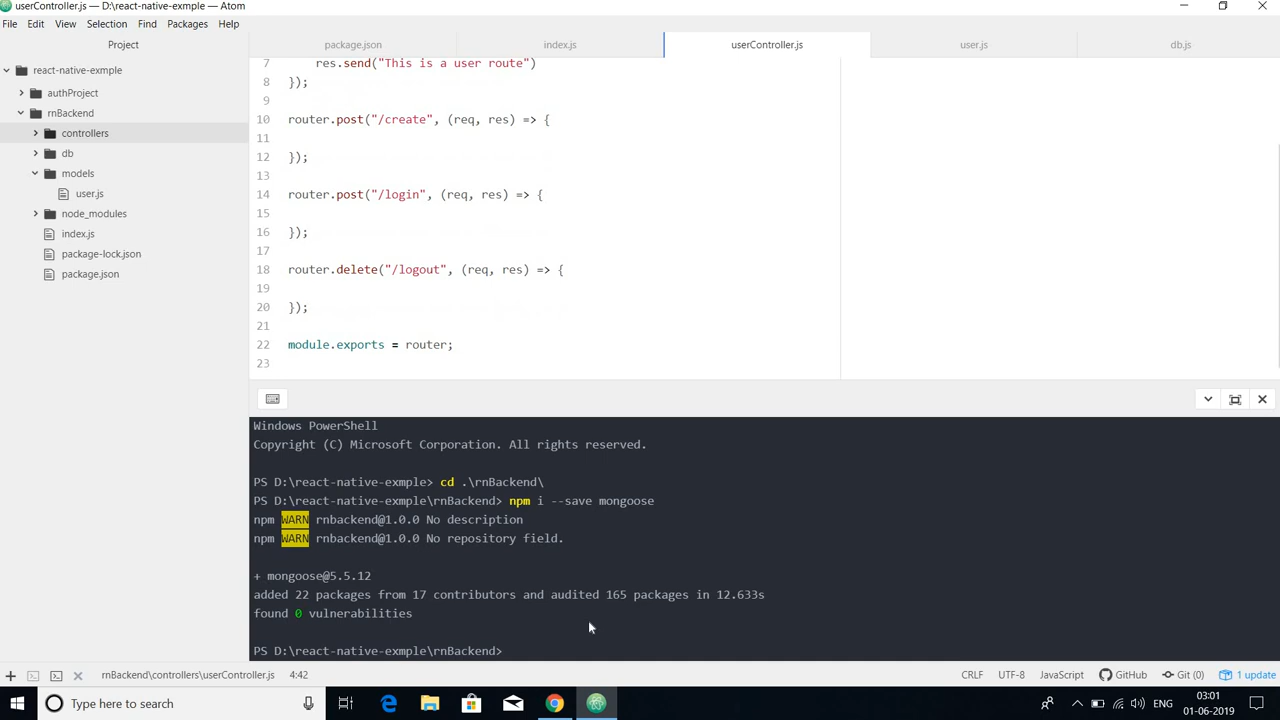 userController.js — D:\react-native-exmple — Atom
File Edit View Selection Find Packages Help
Project
package.json index.js userController.js user.js db.js
react-native-exmple
authProject
rnBackend
controllers
db
models
user.js
node_modules
index.js
package-lock.json
package.json
7 res.send("This is a user route")
8 });
9
10 router.post("/create", (req, res) => {
11
12 });
13
14 router.post("/login", (req, res) => {
15
16 });
17
18 router.delete("/logout", (req, res) => {
19
20 });
21
22 module.exports = router;
23
Windows PowerShell
Copyright (C) Microsoft Corporation. All rights reserved.
PS D:\react-native-exmple> cd .\rnBackend\
PS D:\react-native-exmple\rnBackend> npm i --save mongoose
npm WARN rnbackend@1.0.0 No description
npm WARN rnbackend@1.0.0 No repository field.
+ mongoose@5.5.12
added 22 packages from 17 contributors and audited 165 packages in 12.633s
found 0 vulnerabilities
PS D:\react-native-exmple\rnBackend>
rnBackend\controllers\userController.js 4:42 CRLF UTF-8 JavaScript GitHub Git (0) 1 update
Type here to search ENG 03:01
01-06-2019